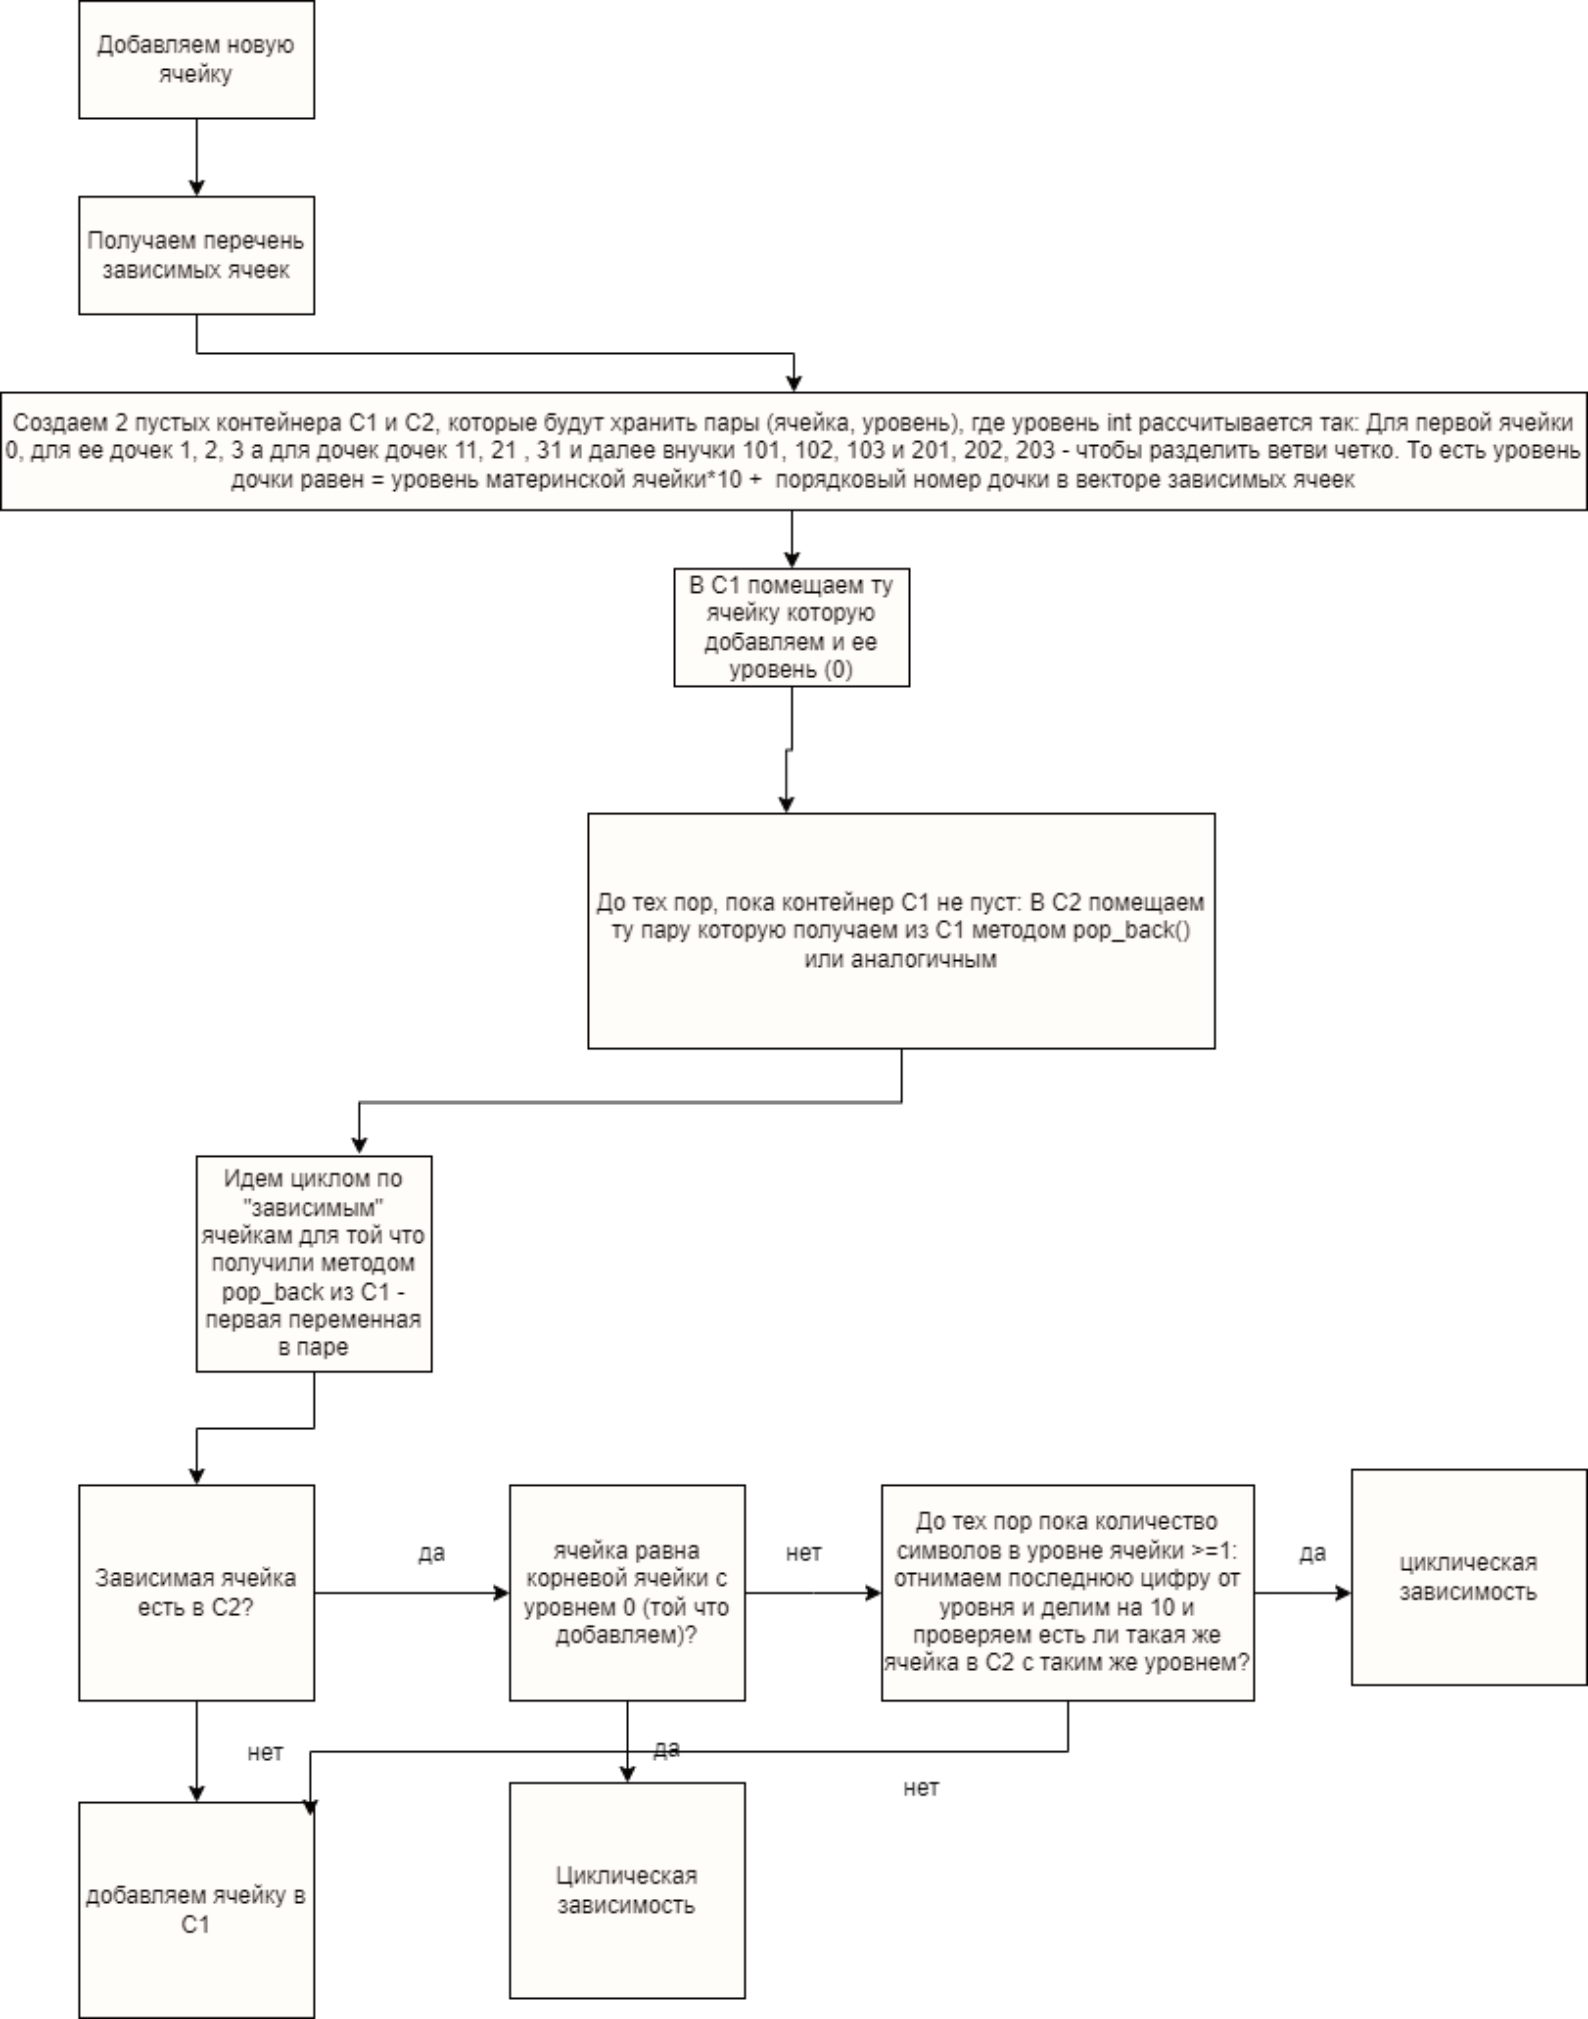 Добавляем новую
ячейку
Получаем перечень
зависимых ячеек
Создаем 2 пустых контейнера С1 и С2, которые будут хранить пары (ячейка, уровень), где уровень int рассчитывается так: Для первой ячейки
0, для ее дочек 1, 2, 3 а для дочек дочек 11, 21 , 31 и далее внучки 101, 102, 103 и 201, 202, 203 - чтобы разделить ветви четко. То есть уровень
дочки равен = уровень материнской ячейки*10 + порядковый номер дочки в векторе зависимых ячеек
В С1 помещаем ту
ячейку которую
добавляем и ее
уровень (0)
До тех пор, пока контейнер С1 не пуст: В С2 помещаем
ту пару которую получаем из С1 методом pop_back()
или аналогичным
Идем циклом по
"зависимым"
ячейкам для той что
получили методом
pop_back из С1 -
первая переменная
в паре
Зависимая ячейка
есть в С2?
да
ячейка равна
корневой ячейки с
уровнем 0 (той что
добавляем)?
нет
До тех пор пока количество
символов в уровне ячейки >=1:
отнимаем последнюю цифру от
уровня и делим на 10 и
проверяем есть ли такая же
ячейка в С2 с таким же уровнем?
да
циклическая
зависимость
нет
да
нет
добавляем ячейку в
С1
Циклическая
зависимость